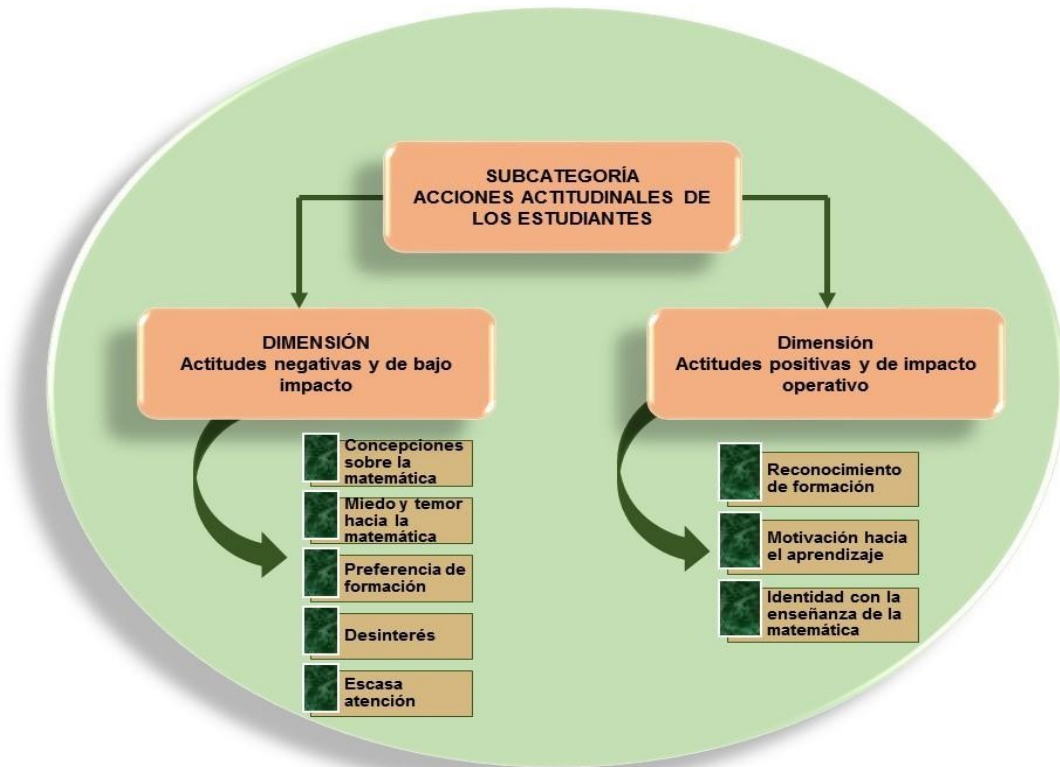 SUBCATEGORÍA
ACCIONES ACTITUDINALES DE
LOS ESTUDIANTES
DIMENSIÓN
Actitudes negativas y de bajo
impacto
Concepciones
sobre la
matemática
Miedo y temor
hacia la
matemática
Preferencia de
formación
Desinterés
Escasa
atención
Dimensión
Actitudes positivas y de impacto
operativo
Reconocimiento
de formación
Motivación hacia
el aprendizaje
Identidad con la
enseñanza de la
matemática